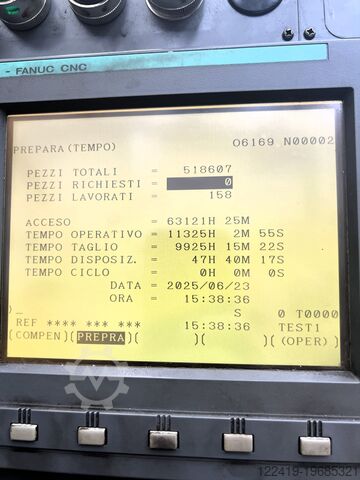 - FANUC CNC
PREPARA(TEMPO) O6169 N00002
PEZZI TOTALI = 518607
PEZZI RICHIESTI = 0
PEZZI LAVORATI = 158
ACCESO = 63121H 25M
TEMPO OPERATIVO = 11325H 2M 55S
TEMPO TAGLIO = 9925H 15M 22S
TEMPO DISPOSIZ. = 47H 40M 17S
TEMPO CICLO = 0H 0M 0S
DATA = 2025/06/23
ORA = 15:38:36
)_ S 0 T0000
REF **** *** *** 15:38:36 TEST1
(COMPEN)(PREPRA)( )( )(OPER)
122419-19685321